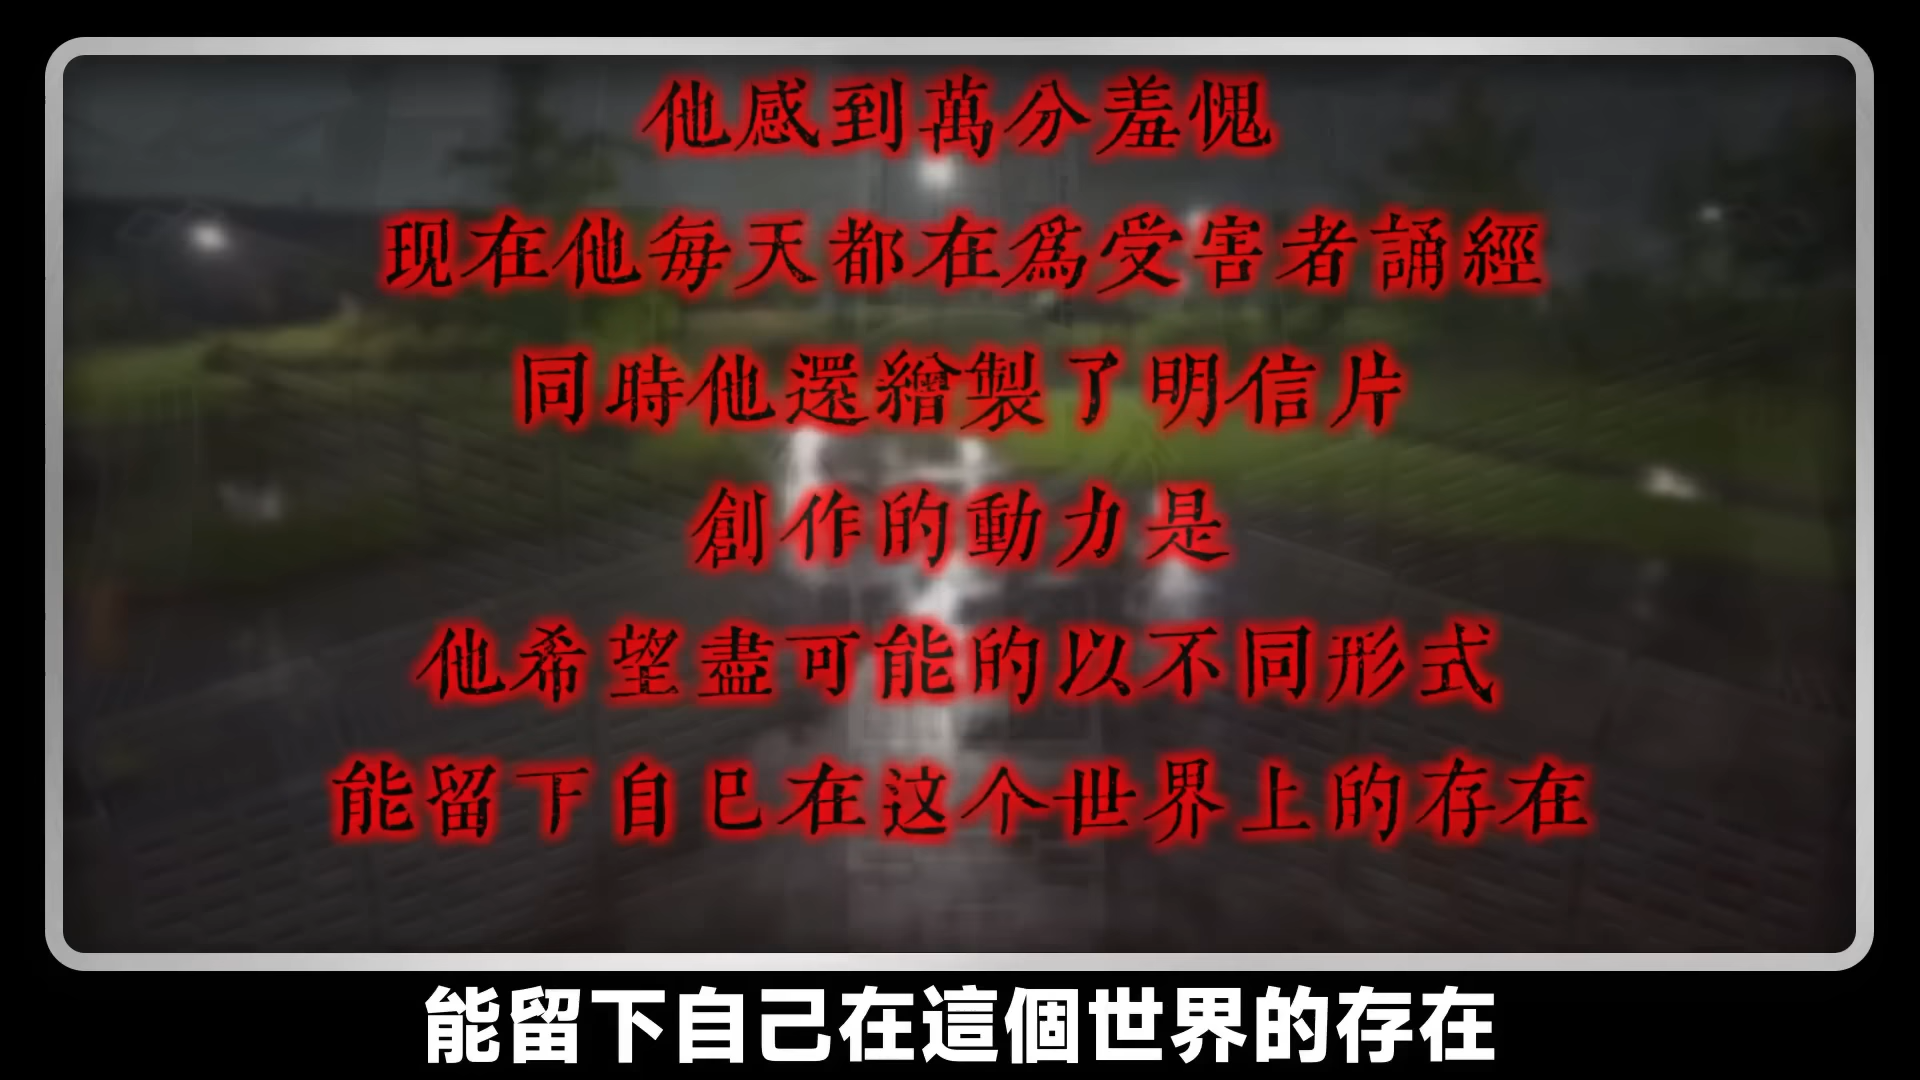 他感到萬分羞愧
现在他每天都在為受害者誦經
同時他還繪製了明信片
創作的動力是
他希望盡可能的以不同形式
能留下自己在这个世界上的存在
能留下自己在這個世界的存在